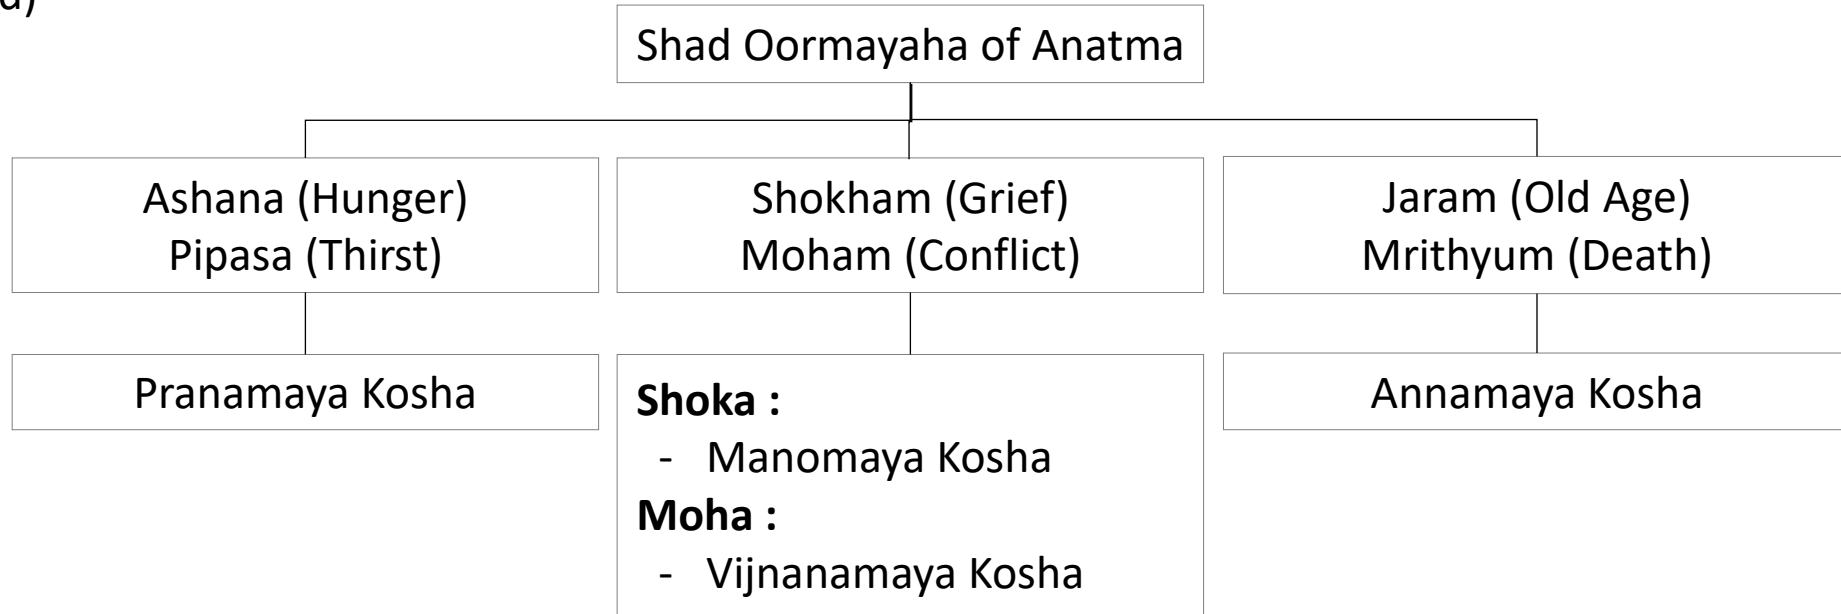 d)
Shad Oormayaha of Anatma
Ashana (Hunger)
Pipasa (Thirst)
Shokham (Grief)
Moham (Conflict)
Jaram (Old Age)
Mrithyum (Death)
Pranamaya Kosha
Shoka :
- Manomaya Kosha
Moha :
- Vijnanamaya Kosha
Annamaya Kosha